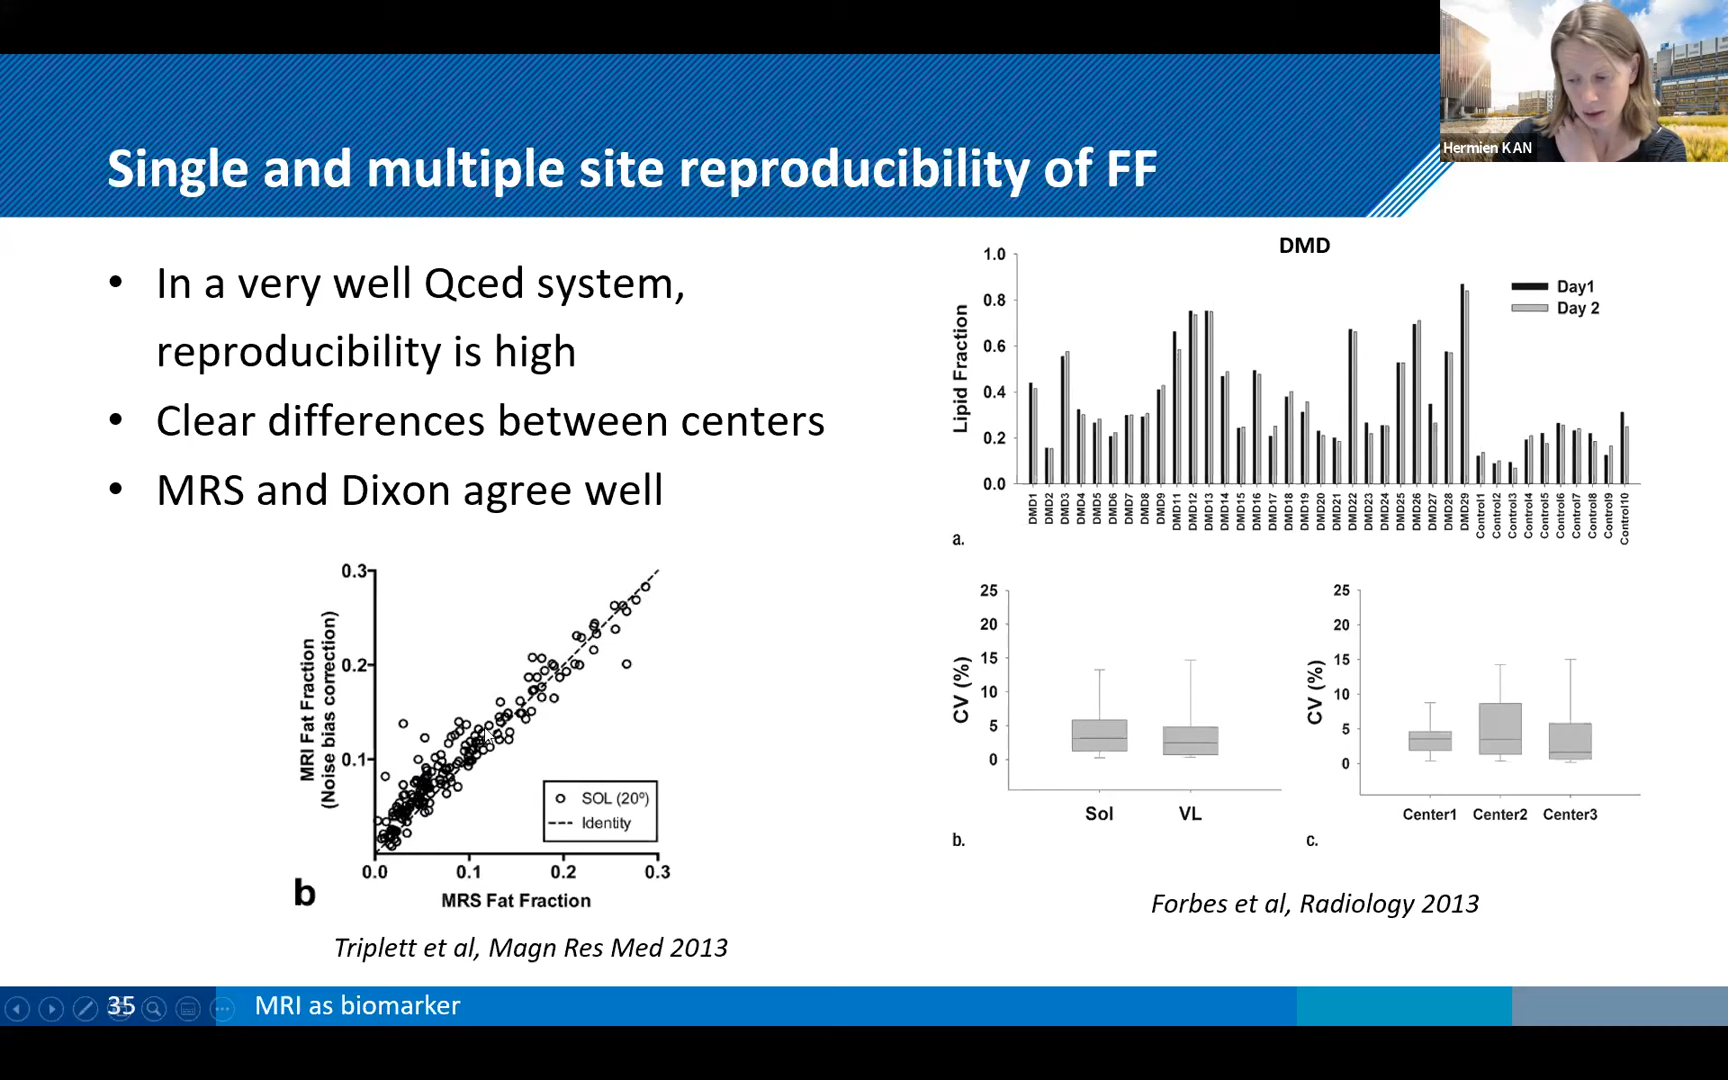 Hermien KAN
Single and multiple site reproducibility of FF
• In a very well Qced system,
reproducibility is high
• Clear differences between centers
• MRS and Dixon agree well
0.3
0.2
0.1
MRI Fat Fraction
(Noise bias correction)
SOL (20º)
Identity
0.0 0.1 0.2 0.3
MRS Fat Fraction
b
Triplett et al, Magn Res Med 2013
DMD
1.0
0.8
0.6
0.4
0.2
0.0
Lipid Fraction
Day1
Day 2
DMD1 DMD2 DMD3 DMD4 DMD5 DMD6 DMD7 DMD8 DMD9 DMD11 DMD12 DMD13 DMD14 DMD15 DMD16 DMD17 DMD18 DMD19 DMD20 DMD21 DMD22 DMD23 DMD24 DMD25 DMD26 DMD27 DMD28 DMD29 Control1 Control2 Control3 Control4 Control5 Control6 Control7 Control8 Control9 Control10
a.
25
20
15
10
5
0
CV (%)
Sol VL
b.
25
20
15
10
5
0
CV (%)
Center1 Center2 Center3
c.
Forbes et al, Radiology 2013
35 MRI as biomarker